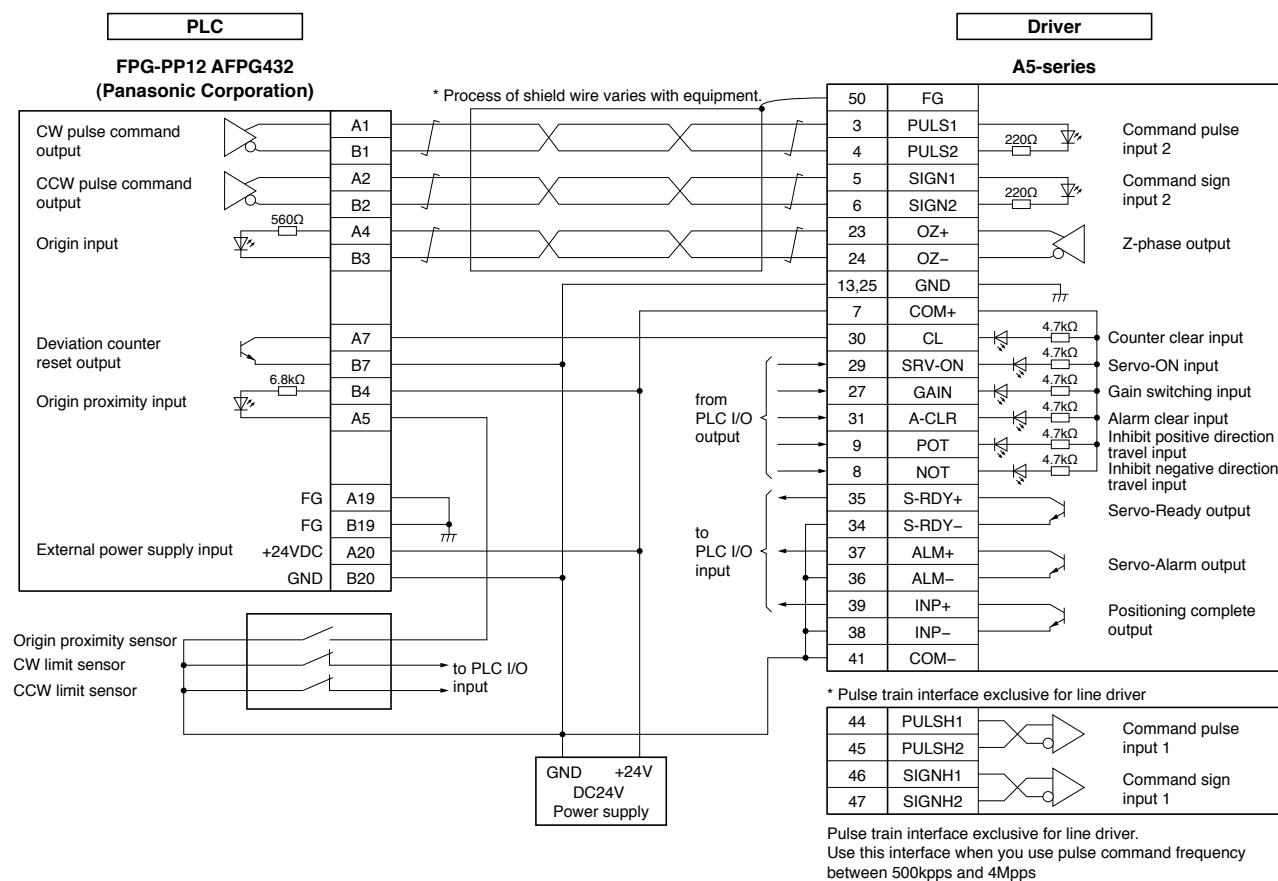 PLC
Driver
FPG-PP12 AFPG432
(Panasonic Corporation)
A5-series
* Process of shield wire varies with equipment.
CW pulse command
output
A1
B1
CCW pulse command
output
A2
B2
Origin input
560Ω
A4
B3
Deviation counter
reset output
A7
B7
Origin proximity input
6.8kΩ
B4
A5
FG A19
FG B19
External power supply input +24VDC A20
GND B20
50 FG
3 PULS1
4 PULS2
220Ω
Command pulse
input 2
5 SIGN1
6 SIGN2
220Ω
Command sign
input 2
23 OZ+
24 OZ−
Z-phase output
13,25 GND
7 COM+
30 CL 4.7kΩ Counter clear input
29 SRV-ON 4.7kΩ Servo-ON input
27 GAIN 4.7kΩ Gain switching input
31 A-CLR 4.7kΩ Alarm clear input
9 POT 4.7kΩ Inhibit positive direction
travel input
8 NOT 4.7kΩ Inhibit negative direction
travel input
from
PLC I/O
output
35 S-RDY+
34 S-RDY−
Servo-Ready output
37 ALM+
36 ALM−
Servo-Alarm output
39 INP+
38 INP−
Positioning complete
output
41 COM−
to
PLC I/O
input
Origin proximity sensor
CW limit sensor
CCW limit sensor
to PLC I/O
input
GND +24V
DC24V
Power supply
* Pulse train interface exclusive for line driver
44 PULSH1
45 PULSH2
Command pulse
input 1
46 SIGNH1
47 SIGNH2
Command sign
input 1
Pulse train interface exclusive for line driver.
Use this interface when you use pulse command frequency
between 500kpps and 4Mpps